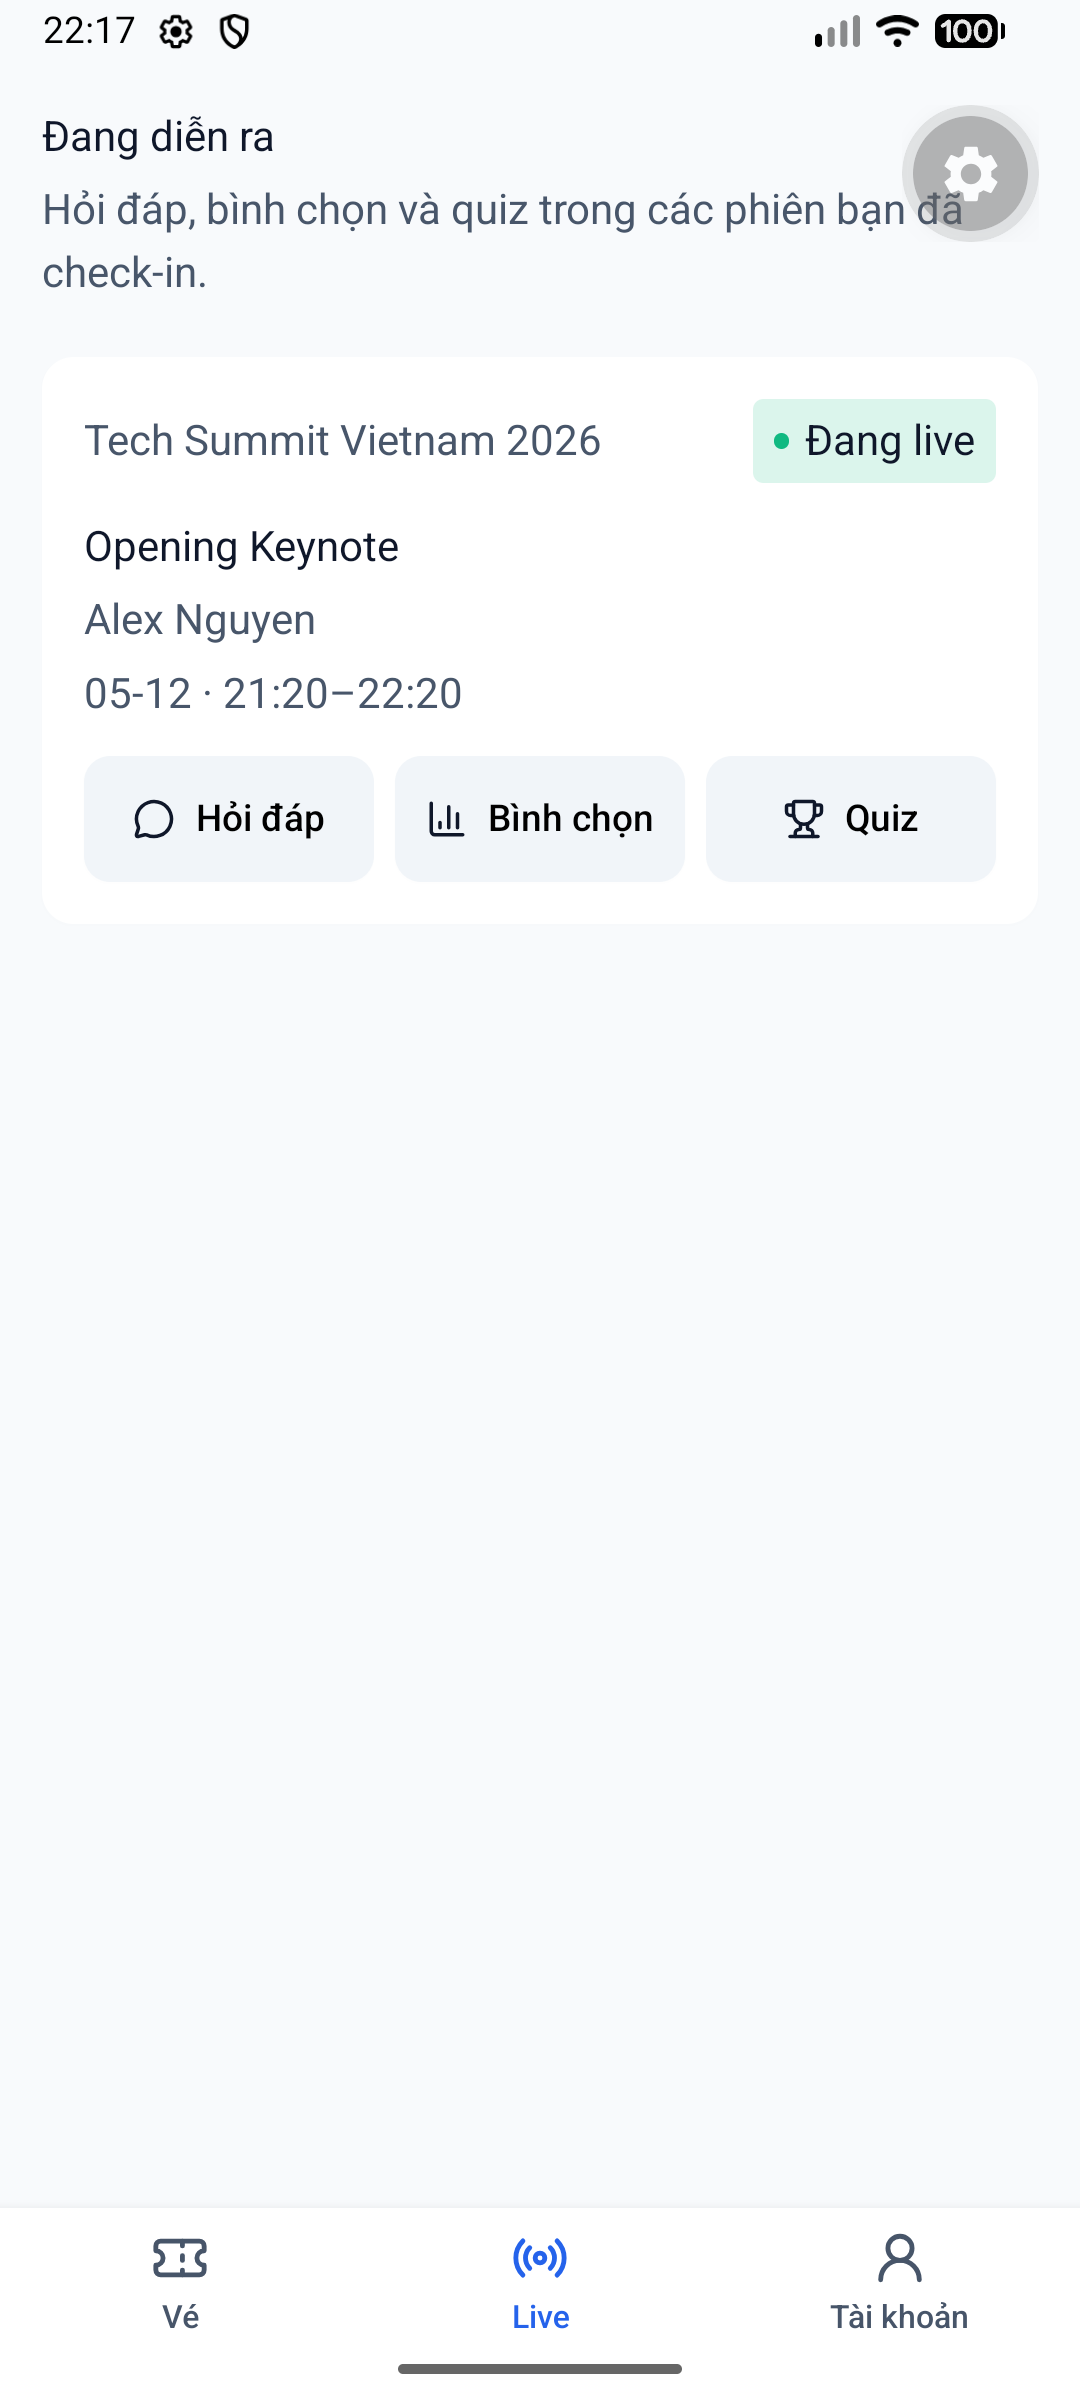 22:17
100
Đang diễn ra
Hỏi đáp, bình chọn và quiz trong các phiên bạn đã
check-in.
Tech Summit Vietnam 2026
Đang live
Opening Keynote
Alex Nguyen
05-12 · 21:20–22:20
Hỏi đáp
Bình chọn
Quiz
Vé
Live
Tài khoản